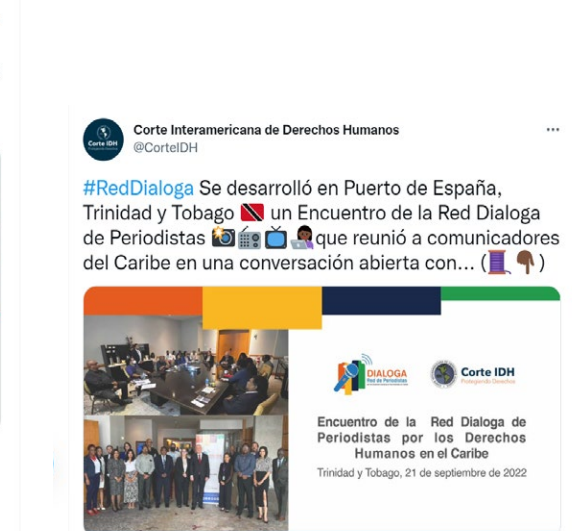 Corte IDH
Corte Interamericana de Derechos Humanos
@CorteIDH
#RedDialoga Se desarrolló en Puerto de España,
Trinidad y Tobago 🇹🇹 un Encuentro de la Red Dialoga
de Periodistas 📸📻📺👩🏿‍💻que reunió a comunicadores
del Caribe en una conversación abierta con... (🧵👇🏾)
DIALOGA
Red de Periodistas
Corte IDH
Protegiendo Derechos
Encuentro de la Red Dialoga de
Periodistas por los Derechos
Humanos en el Caribe
Trinidad y Tobago, 21 de septiembre de 2022